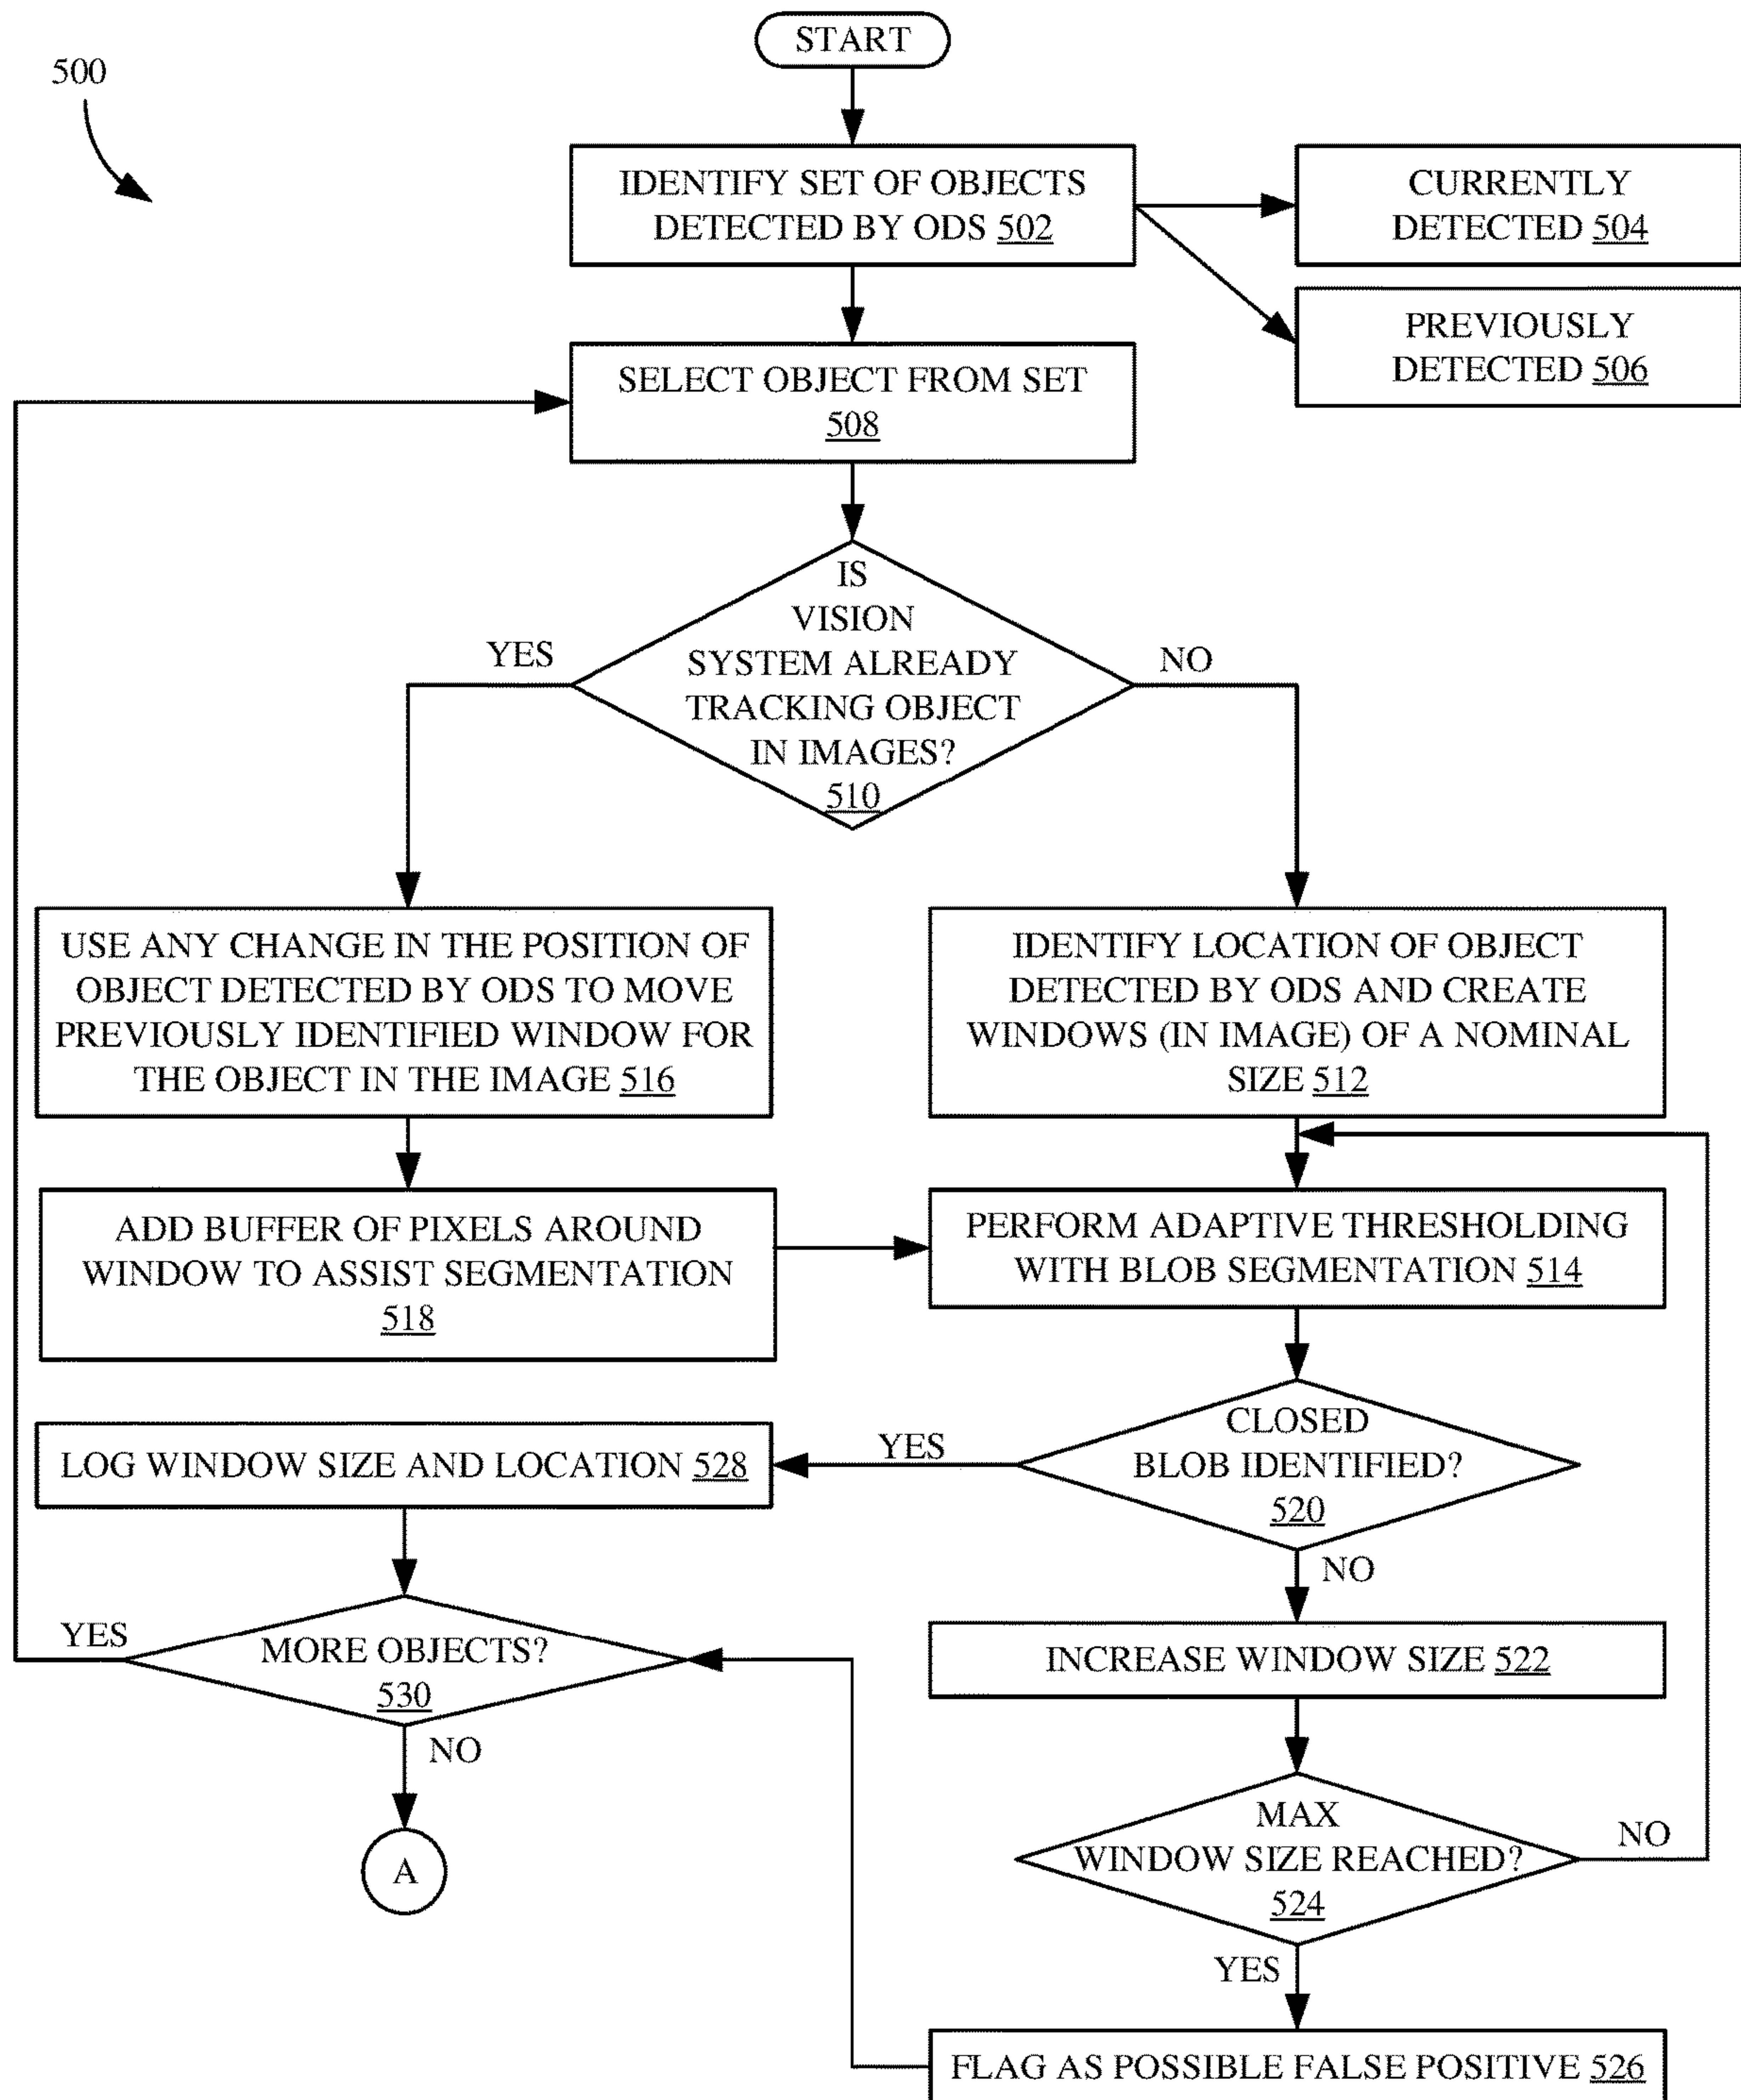 START
500
IDENTIFY SET OF OBJECTS
DETECTED BY ODS 502
CURRENTLY
DETECTED 504
PREVIOUSLY
DETECTED 506
SELECT OBJECT FROM SET
508
IS
VISION
SYSTEM ALREADY
TRACKING OBJECT
IN IMAGES?
510
YES
NO
USE ANY CHANGE IN THE POSITION OF
OBJECT DETECTED BY ODS TO MOVE
PREVIOUSLY IDENTIFIED WINDOW FOR
THE OBJECT IN THE IMAGE 516
IDENTIFY LOCATION OF OBJECT
DETECTED BY ODS AND CREATE
WINDOWS (IN IMAGE) OF A NOMINAL
SIZE 512
ADD BUFFER OF PIXELS AROUND
WINDOW TO ASSIST SEGMENTATION
518
PERFORM ADAPTIVE THRESHOLDING
WITH BLOB SEGMENTATION 514
CLOSED
BLOB IDENTIFIED?
520
YES
NO
LOG WINDOW SIZE AND LOCATION 528
MORE OBJECTS?
530
YES
NO
A
INCREASE WINDOW SIZE 522
MAX
WINDOW SIZE REACHED?
524
NO
YES
FLAG AS POSSIBLE FALSE POSITIVE 526